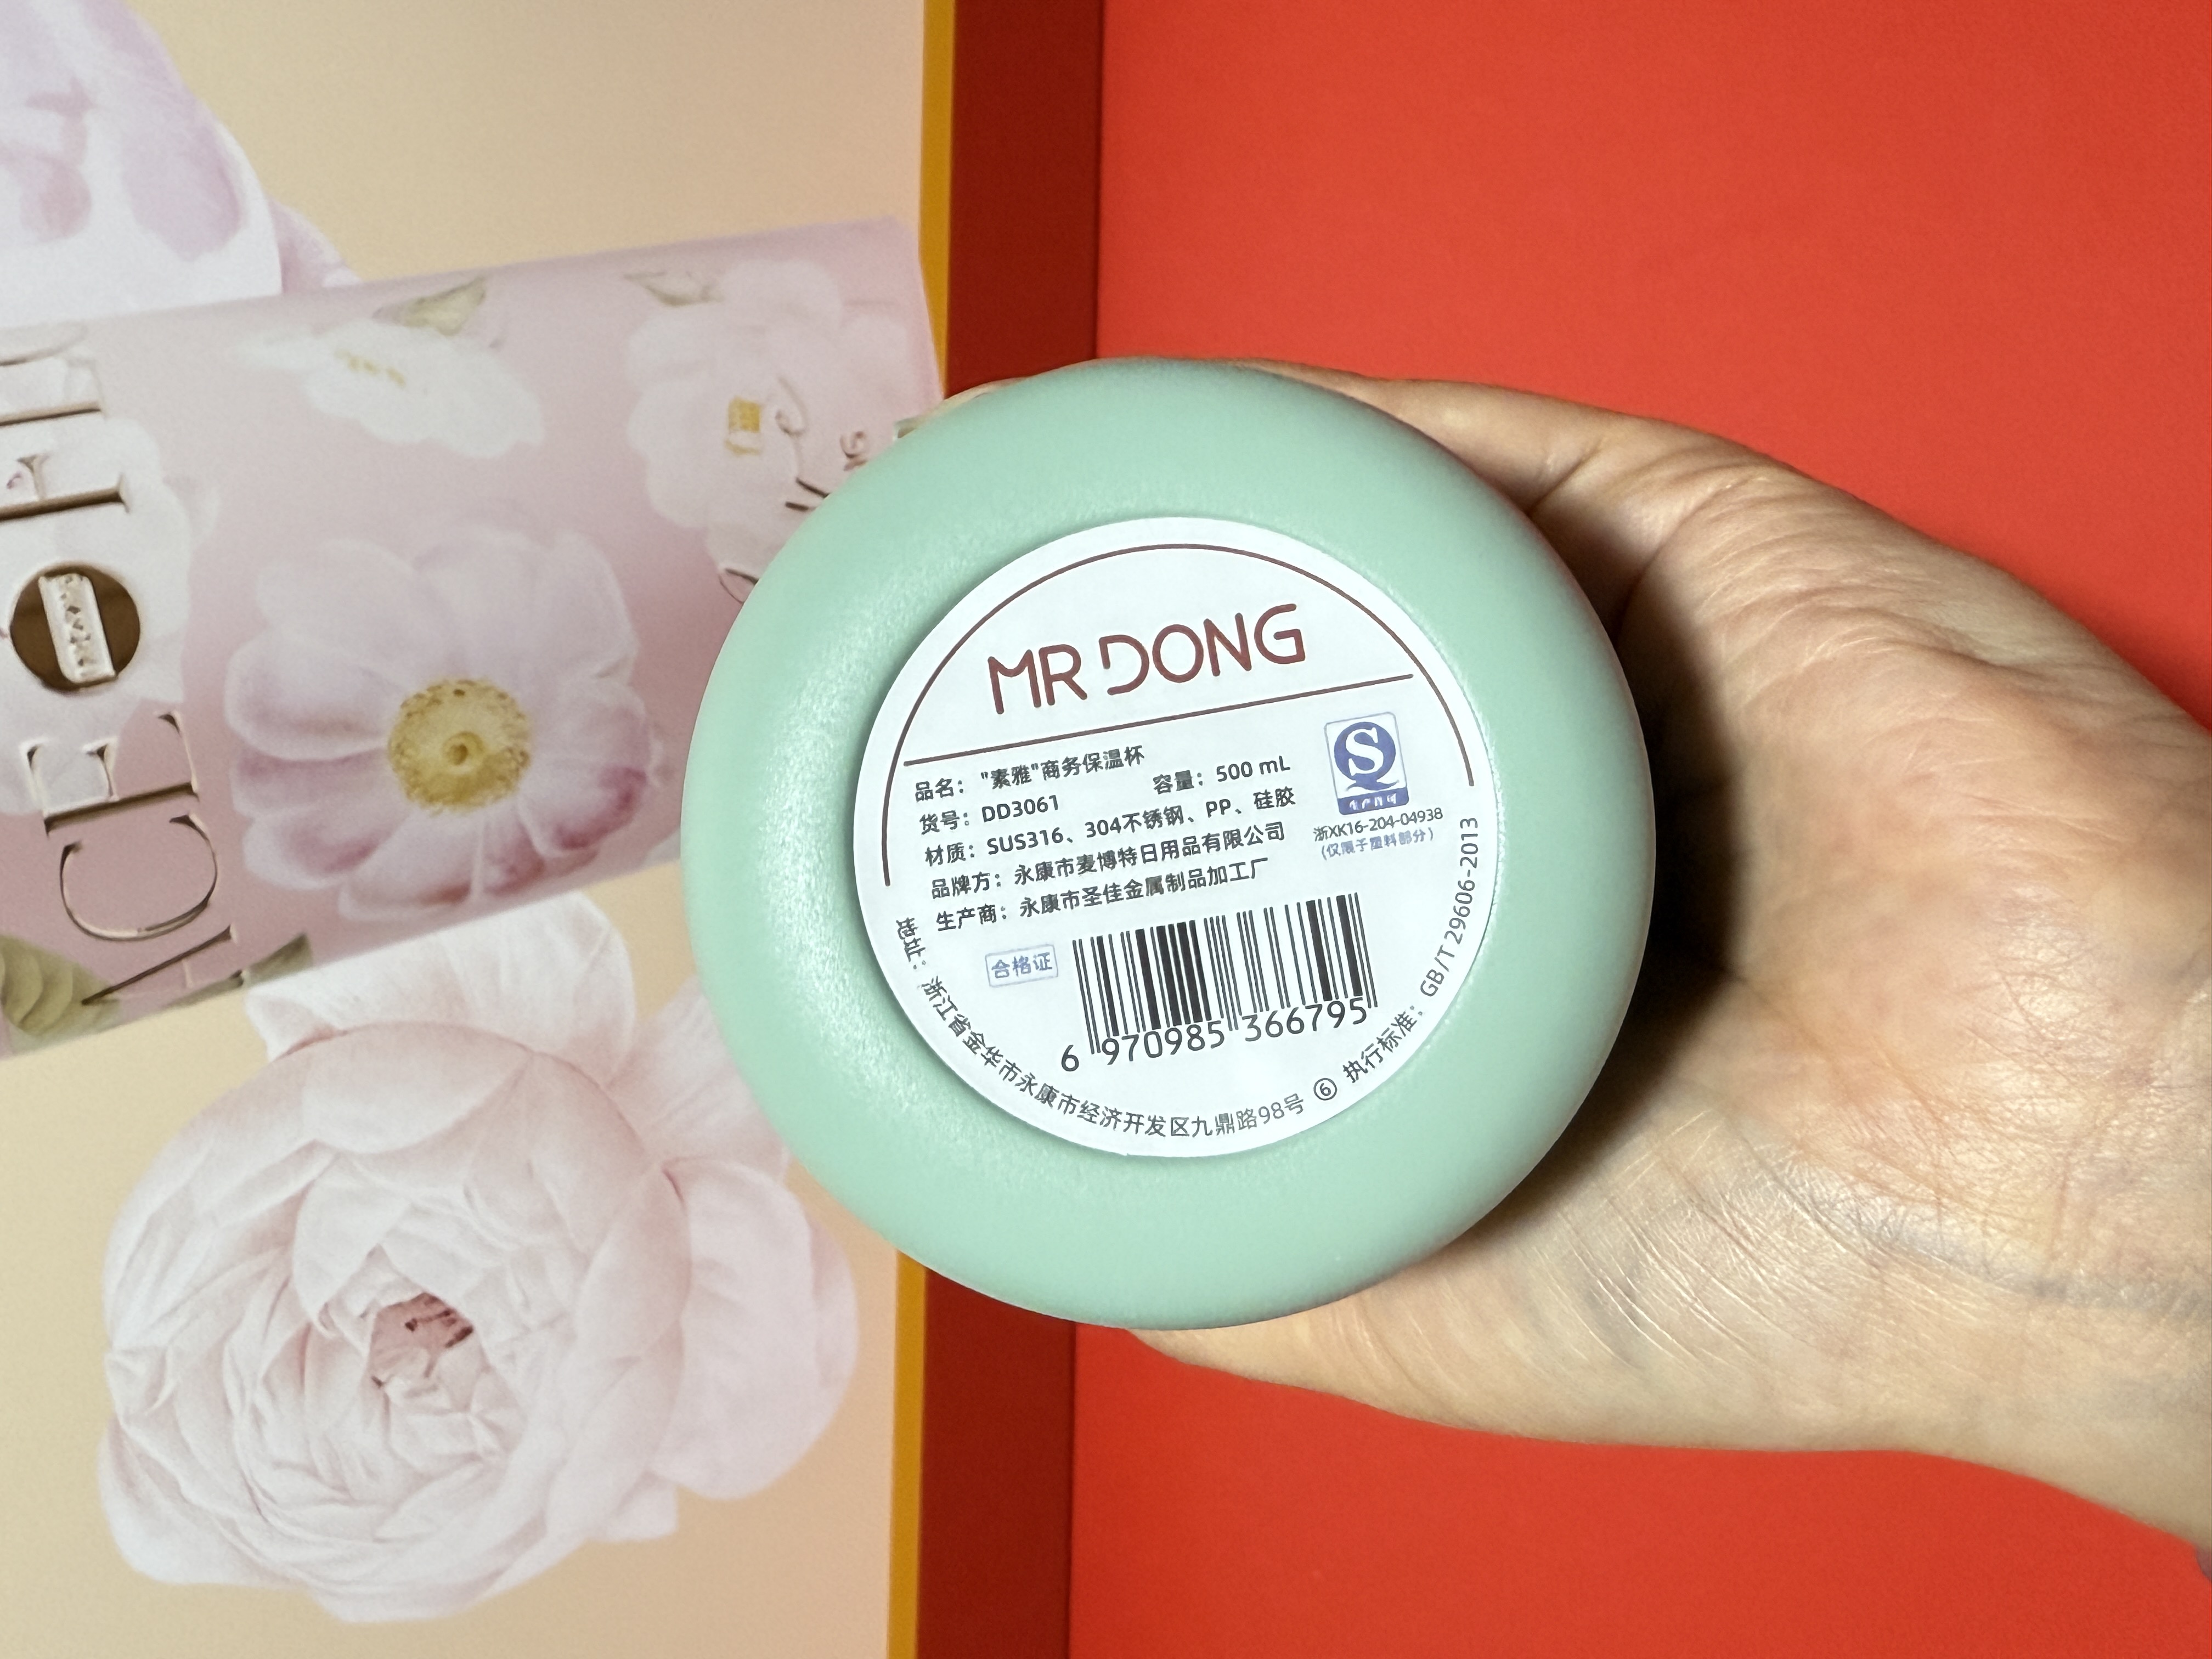 MR DONG
品名："素雅"商务保温杯
货号：DD3061 容量：500 mL
材质：SUS316、304不锈钢、PP、硅胶
品牌方：永康市麦博特日用品有限公司
生产商：永康市圣佳金属制品加工厂
地址：浙江省金华市永康市经济开发区九鼎路98号 ⑥ 执行标准：GB/T 29606-2013
生产许可
浙XK16-204-04938
(仅限于塑料部分)
合格证
6 970985 366795